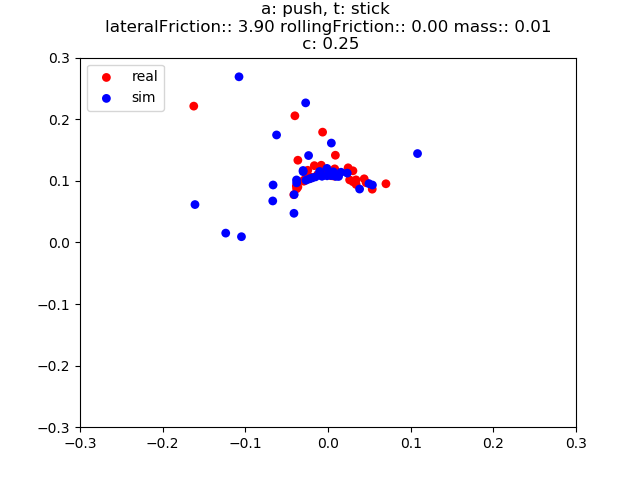 a: push, t: stick
lateralFriction:: 3.90 rollingFriction:: 0.00 mass:: 0.01
c: 0.25
real
sim
0.3
0.2
0.1
0.0
−0.1
−0.2
−0.3
−0.3
−0.2
−0.1
0.0
0.1
0.2
0.3